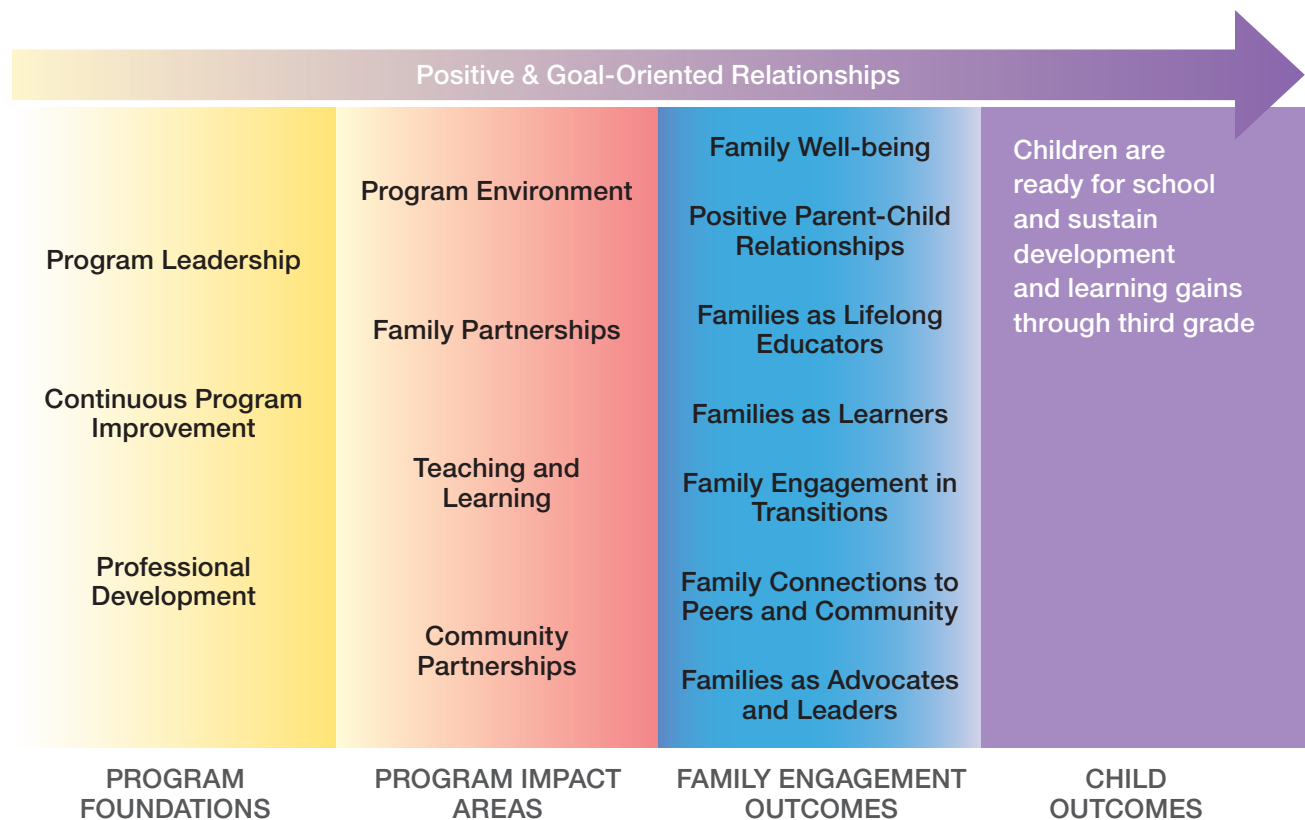 Positive & Goal-Oriented Relationships
Program Leadership
Continuous Program
Improvement
Professional
Development
PROGRAM
FOUNDATIONS
Program Environment
Family Partnerships
Teaching and
Learning
Community
Partnerships
PROGRAM IMPACT
AREAS
Family Well-being
Positive Parent-Child
Relationships
Families as Lifelong
Educators
Families as Learners
Family Engagement in
Transitions
Family Connections to
Peers and Community
Families as Advocates
and Leaders
FAMILY ENGAGEMENT
OUTCOMES
Children are
ready for school
and sustain
development
and learning gains
through third grade
CHILD
OUTCOMES